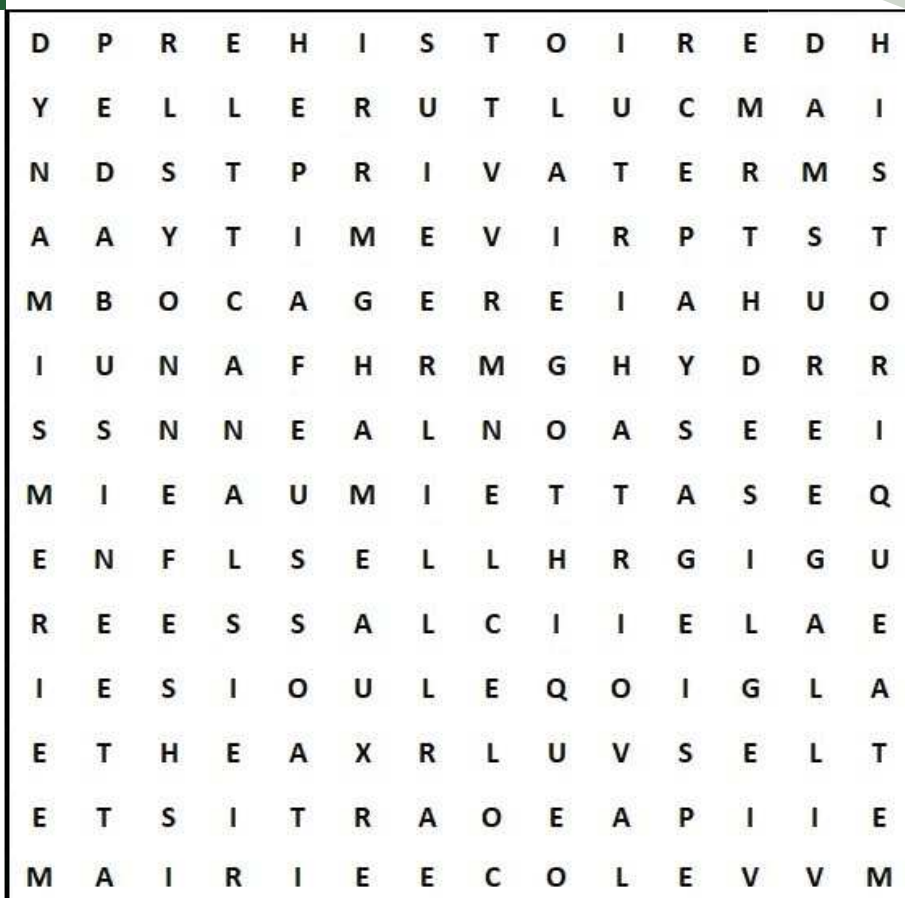 D P R E H I S T O I R E D H
Y E L L E R U T L U C M A I
N D S T P R I V A T E R M S
A A Y T I M E V I R P T S T
M B O C A G E R E I A H U O
I U N A F H R M G H Y D R R
S S N N E A L N O A S E E I
M I E A U M I E T T A S E Q
E N F L S E L L H R G I G U
R E E S S A L C I I E L A E
I E S I O U L E Q O I G L A
E T H E A X R L U V S E L T
E T S I T R A O E A P I I E
M A I R I E E C O L E V V M